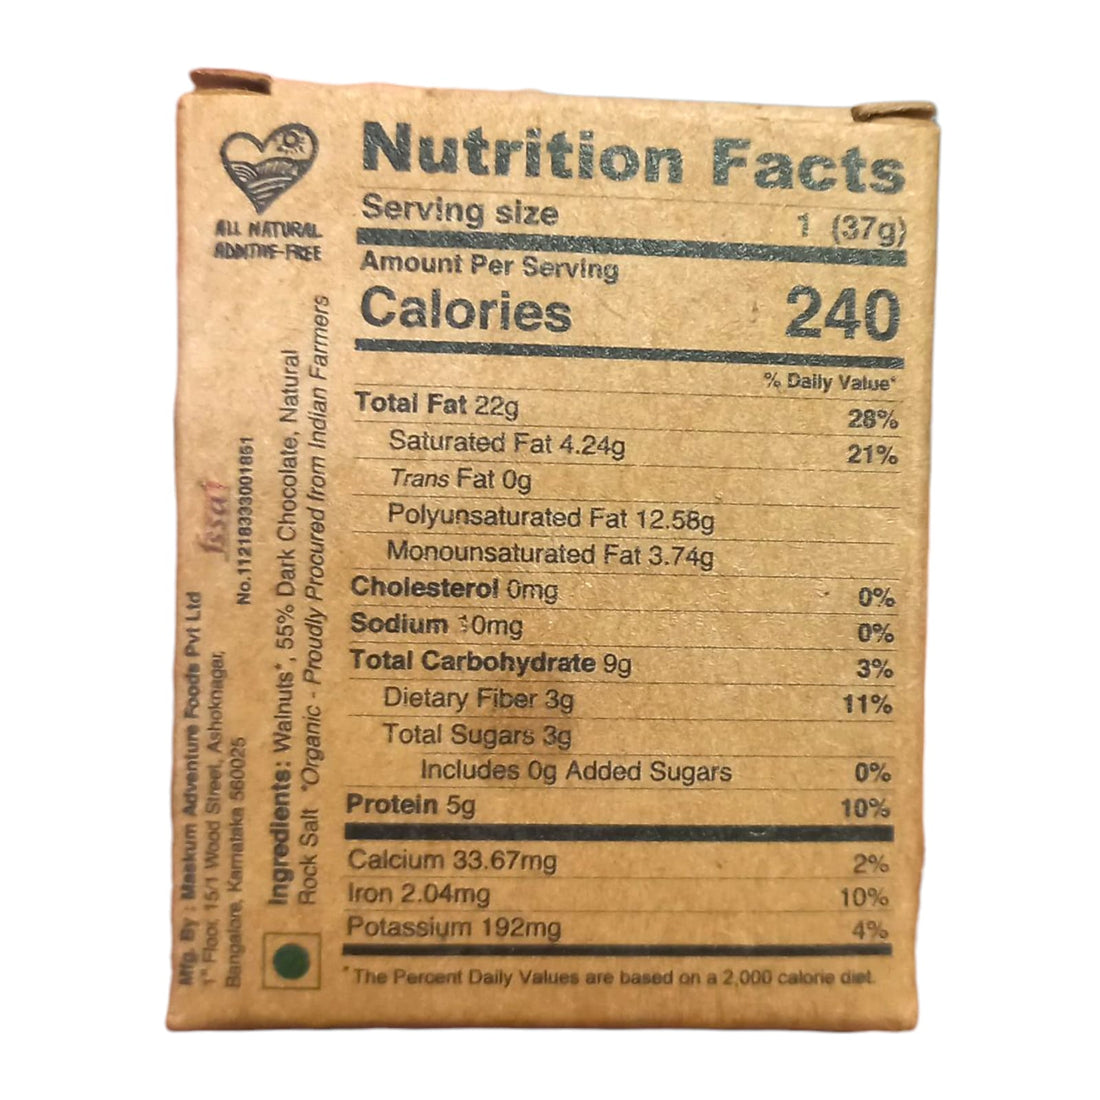 ALL NATURAL
ADDITIVE-FREE
Nutrition Facts
Serving size 1 (37g)
Amount Per Serving
Calories 240
% Daily Value*
Total Fat 22g 28%
Saturated Fat 4.24g 21%
Trans Fat 0g
Polyunsaturated Fat 12.58g
Monounsaturated Fat 3.74g
Cholesterol 0mg 0%
Sodium 10mg 0%
Total Carbohydrate 9g 3%
Dietary Fiber 3g 11%
Total Sugars 3g
Includes 0g Added Sugars 0%
Protein 5g 10%
Calcium 33.67mg 2%
Iron 2.04mg 10%
Potassium 192mg 4%
*The Percent Daily Values are based on a 2,000 calorie diet.
Mfg. By : Maekum Adventure Foods Pvt Ltd
1st Floor, 15/1 Wood Street, Ashoknagar,
Bangalore, Karnataka 560025
fssai
No.11218333001851
Ingredients: Walnuts*, 55% Dark Chocolate, Natural
Rock Salt *Organic - Proudly Procured from Indian Farmers